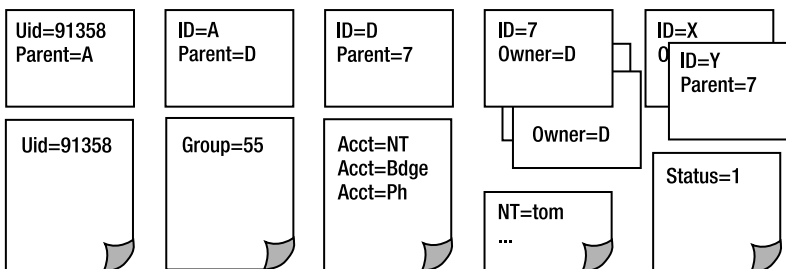 Uid=91358
Parent=A
ID=A
Parent=D
ID=D
Parent=7
ID=7
Owner=D
Owner=D
ID=X
O
ID=Y
Parent=7
Uid=91358
Group=55
Acct=NT
Acct=Bdge
Acct=Ph
NT=tom
...
Status=1